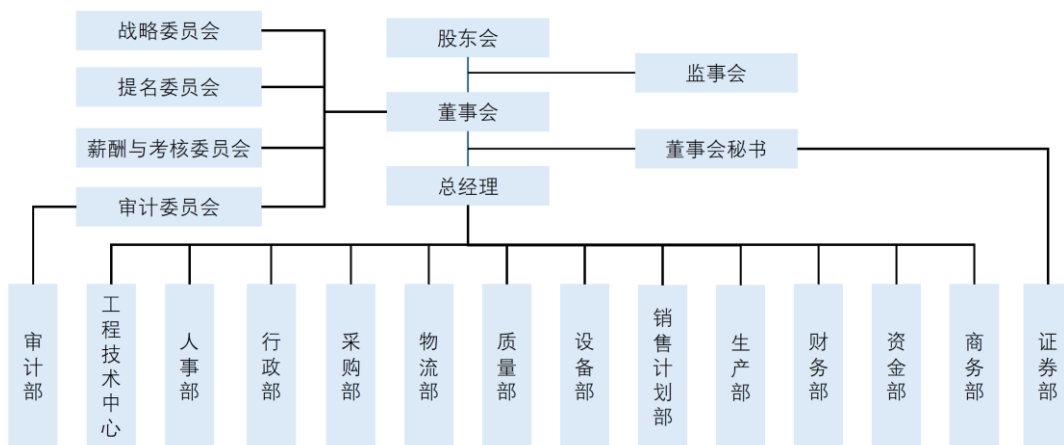 战略委员会
股东会
监事会
提名委员会
董事会
薪酬与考核委员会
董事会秘书
总经理
审计委员会
审计部
工程技术中心
人事部
行政部
采购部
物流部
质量部
设备部
销售计划部
生产部
财务部
资金部
商务部
证券部